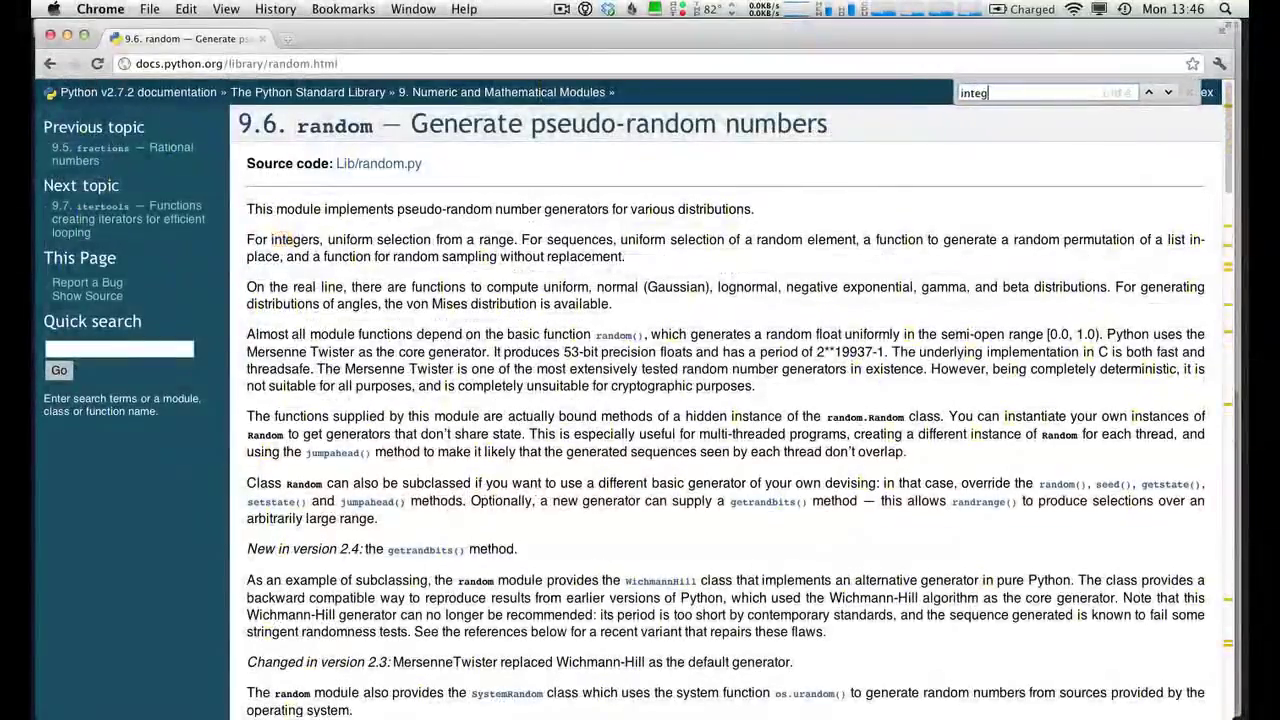 Chrome File Edit View History Bookmarks Window Help 82° 0.0KB/s 0.0KB/s Charged Mon 13:46
9.6. random — Generate ps
docs.python.org/library/random.html
Python v2.7.2 documentation » The Python Standard Library » 9. Numeric and Mathematical Modules »
integ
ex
Previous topic
9.5. fractions — Rational
numbers
Next topic
9.7. itertools — Functions
creating iterators for efficient
looping
This Page
Report a Bug
Show Source
Quick search
Go
Enter search terms or a module,
class or function name.
9.6. random — Generate pseudo-random numbers
Source code: Lib/random.py
This module implements pseudo-random number generators for various distributions.
For integers, uniform selection from a range. For sequences, uniform selection of a random element, a function to generate a random permutation of a list in-
place, and a function for random sampling without replacement.
On the real line, there are functions to compute uniform, normal (Gaussian), lognormal, negative exponential, gamma, and beta distributions. For generating
distributions of angles, the von Mises distribution is available.
Almost all module functions depend on the basic function random(), which generates a random float uniformly in the semi-open range [0.0, 1.0). Python uses the
Mersenne Twister as the core generator. It produces 53-bit precision floats and has a period of 2**19937-1. The underlying implementation in C is both fast and
threadsafe. The Mersenne Twister is one of the most extensively tested random number generators in existence. However, being completely deterministic, it is
not suitable for all purposes, and is completely unsuitable for cryptographic purposes.
The functions supplied by this module are actually bound methods of a hidden instance of the random.Random class. You can instantiate your own instances of
Random to get generators that don't share state. This is especially useful for multi-threaded programs, creating a different instance of Random for each thread, and
using the jumpahead() method to make it likely that the generated sequences seen by each thread don't overlap.
Class Random can also be subclassed if you want to use a different basic generator of your own devising: in that case, override the random(), seed(), getstate(),
setstate() and jumpahead() methods. Optionally, a new generator can supply a getrandbits() method — this allows randrange() to produce selections over an
arbitrarily large range.
New in version 2.4: the getrandbits() method.
As an example of subclassing, the random module provides the WichmannHill class that implements an alternative generator in pure Python. The class provides a
backward compatible way to reproduce results from earlier versions of Python, which used the Wichmann-Hill algorithm as the core generator. Note that this
Wichmann-Hill generator can no longer be recommended: its period is too short by contemporary standards, and the sequence generated is known to fail some
stringent randomness tests. See the references below for a recent variant that repairs these flaws.
Changed in version 2.3: MersenneTwister replaced Wichmann-Hill as the default generator.
The random module also provides the SystemRandom class which uses the system function os.urandom() to generate random numbers from sources provided by the
operating system.